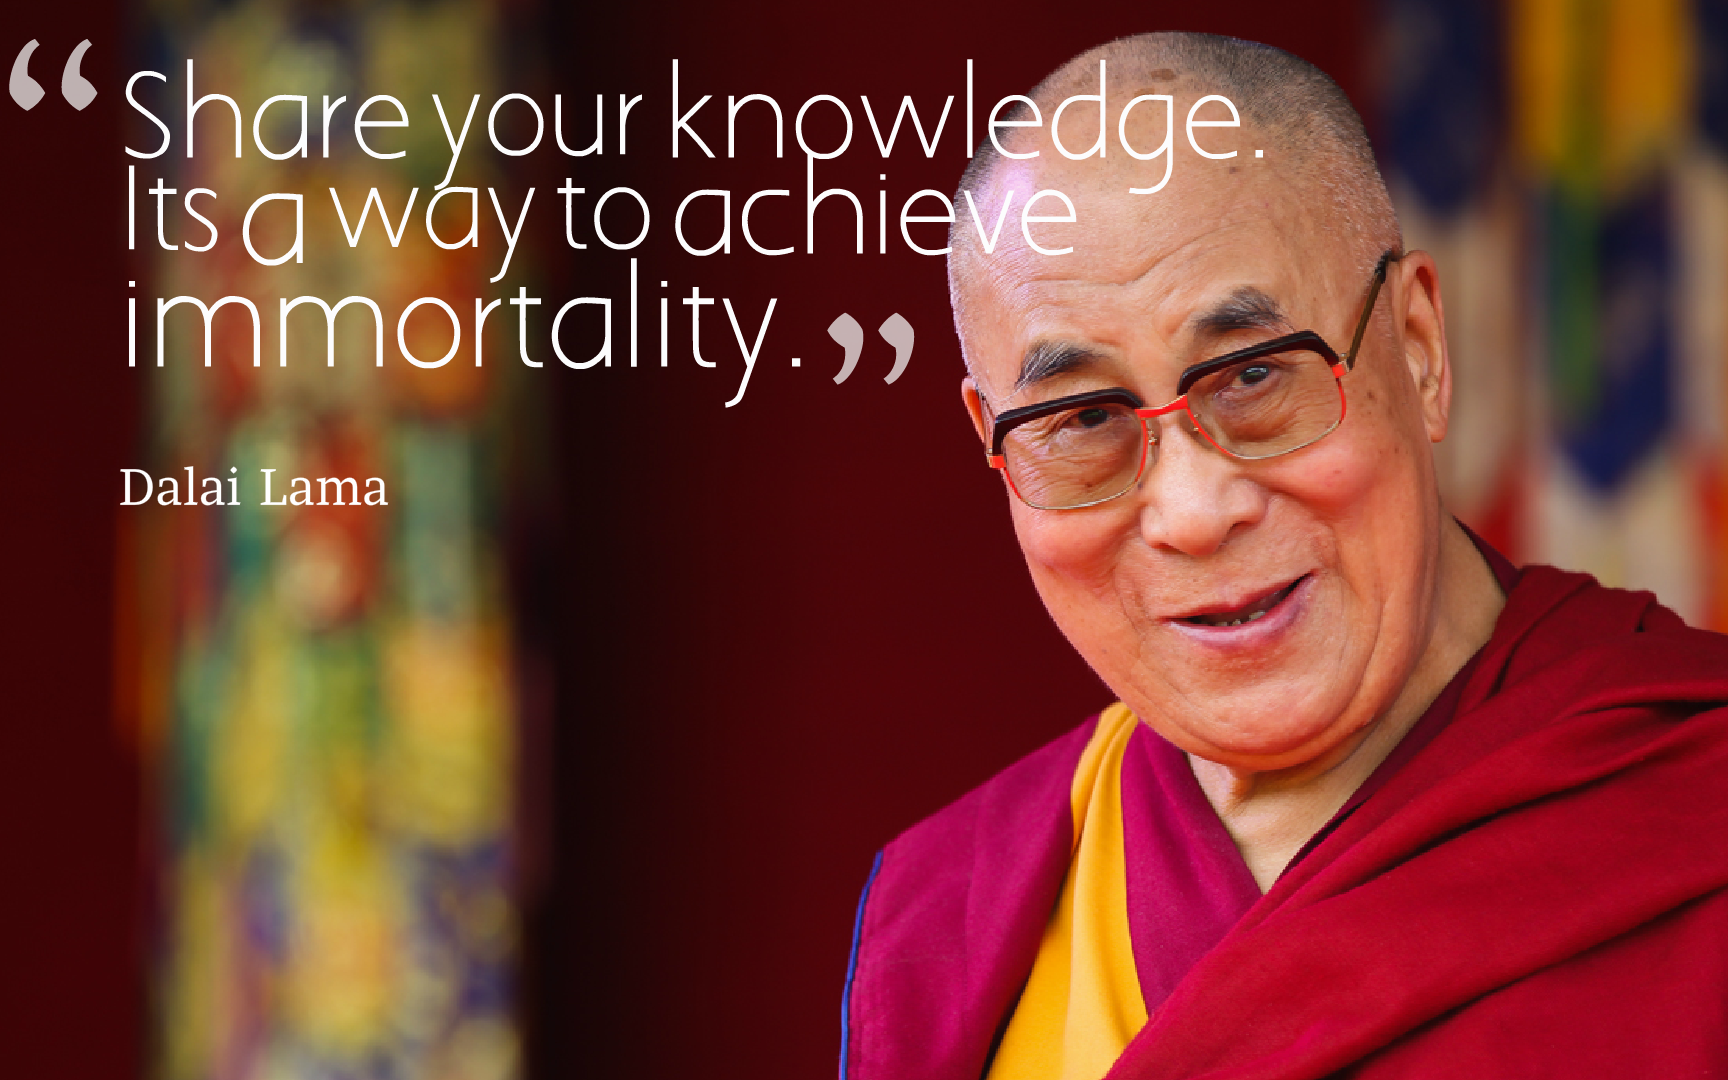 “Share your knowledge.
Its a way to achieve
immortality.”
Dalai Lama